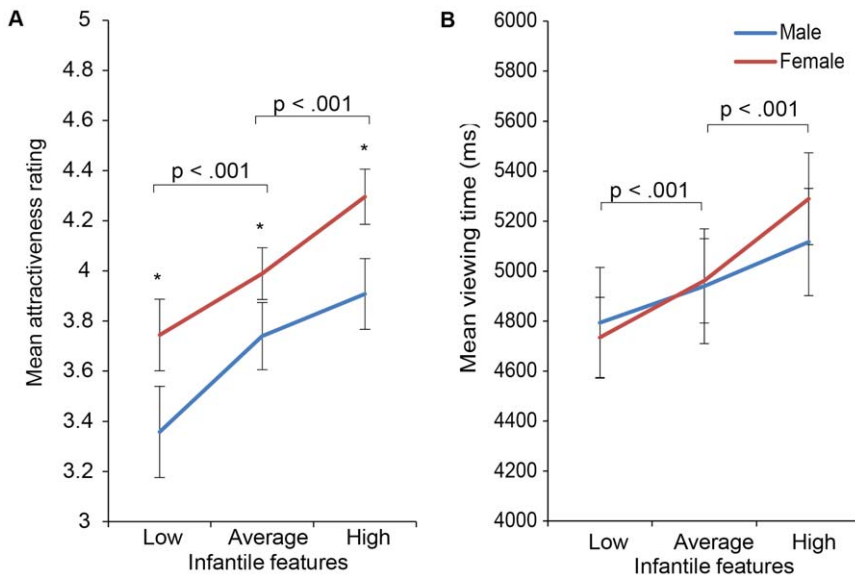 A
Mean attractiveness rating
5
4.8
4.6
4.4
4.2
4
3.8
3.6
3.4
3.2
3
p < .001
p < .001
*
*
*
Low Average High
Infantile features
B
Mean viewing time (ms)
6000
5800
5600
5400
5200
5000
4800
4600
4400
4200
4000
Male
Female
p < .001
p < .001
Low Average High
Infantile features